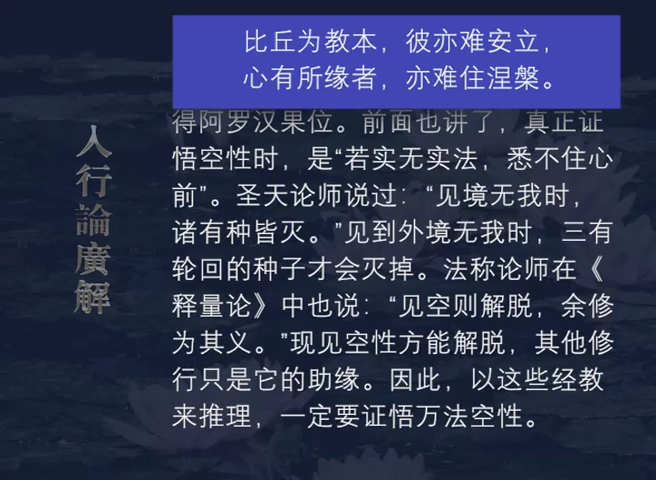 比丘为教本，彼亦难安立，
心有所缘者，亦难住涅槃。
得阿罗汉果位。前面也讲了，真正证
悟空性时，是“若实无实法，悉不住心
前”。圣天论师说过：“见境无我时，
诸有种皆灭。”见到外境无我时，三有
轮回的种子才会灭掉。法称论师在《
释量论》中也说：“见空则解脱，余修
为其义。”现见空性方能解脱，其他修
行只是它的助缘。因此，以这些经教
来推理，一定要证悟万法空性。
入行論廣解